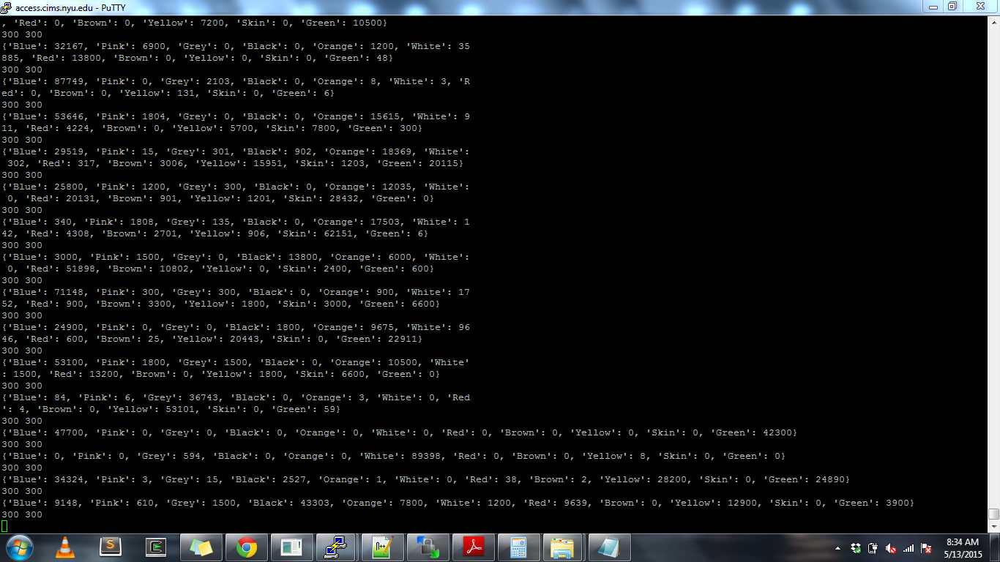 access.cims.nyu.edu - PuTTY
, 'Red': 0, 'Brown': 0, 'Yellow': 7200, 'Skin': 0, 'Green': 10500}
300 300
{'Blue': 32167, 'Pink': 6900, 'Grey': 0, 'Black': 0, 'Orange': 1200, 'White': 35
885, 'Red': 13800, 'Brown': 0, 'Yellow': 0, 'Skin': 0, 'Green': 48}
300 300
{'Blue': 87749, 'Pink': 0, 'Grey': 2103, 'Black': 0, 'Orange': 8, 'White': 3, 'R
ed': 0, 'Brown': 0, 'Yellow': 131, 'Skin': 0, 'Green': 6}
300 300
{'Blue': 53646, 'Pink': 1804, 'Grey': 0, 'Black': 0, 'Orange': 15615, 'White': 9
11, 'Red': 4224, 'Brown': 0, 'Yellow': 5700, 'Skin': 7800, 'Green': 300}
300 300
{'Blue': 29519, 'Pink': 15, 'Grey': 301, 'Black': 902, 'Orange': 18369, 'White':
 302, 'Red': 317, 'Brown': 3006, 'Yellow': 15951, 'Skin': 1203, 'Green': 20115}
300 300
{'Blue': 25800, 'Pink': 1200, 'Grey': 300, 'Black': 0, 'Orange': 12035, 'White':
 0, 'Red': 20131, 'Brown': 901, 'Yellow': 1201, 'Skin': 28432, 'Green': 0}
300 300
{'Blue': 340, 'Pink': 1808, 'Grey': 135, 'Black': 0, 'Orange': 17503, 'White': 1
42, 'Red': 4308, 'Brown': 2701, 'Yellow': 906, 'Skin': 62151, 'Green': 6}
300 300
{'Blue': 3000, 'Pink': 1500, 'Grey': 0, 'Black': 13800, 'Orange': 6000, 'White':
 0, 'Red': 51898, 'Brown': 10802, 'Yellow': 0, 'Skin': 2400, 'Green': 600}
300 300
{'Blue': 71148, 'Pink': 300, 'Grey': 300, 'Black': 0, 'Orange': 900, 'White': 17
52, 'Red': 900, 'Brown': 3300, 'Yellow': 1800, 'Skin': 3000, 'Green': 6600}
300 300
{'Blue': 24900, 'Pink': 0, 'Grey': 0, 'Black': 1800, 'Orange': 9675, 'White': 96
46, 'Red': 600, 'Brown': 25, 'Yellow': 20443, 'Skin': 0, 'Green': 22911}
300 300
{'Blue': 53100, 'Pink': 1800, 'Grey': 1500, 'Black': 0, 'Orange': 10500, 'White'
: 1500, 'Red': 13200, 'Brown': 0, 'Yellow': 1800, 'Skin': 6600, 'Green': 0}
300 300
{'Blue': 84, 'Pink': 6, 'Grey': 36743, 'Black': 0, 'Orange': 3, 'White': 0, 'Red
': 4, 'Brown': 0, 'Yellow': 53101, 'Skin': 0, 'Green': 59}
300 300
{'Blue': 47700, 'Pink': 0, 'Grey': 0, 'Black': 0, 'Orange': 0, 'White': 0, 'Red': 0, 'Brown': 0, 'Yellow': 0, 'Skin': 0, 'Green': 42300}
300 300
{'Blue': 0, 'Pink': 0, 'Grey': 594, 'Black': 0, 'Orange': 0, 'White': 89398, 'Red': 0, 'Brown': 0, 'Yellow': 8, 'Skin': 0, 'Green': 0}
300 300
{'Blue': 34324, 'Pink': 3, 'Grey': 15, 'Black': 2527, 'Orange': 1, 'White': 0, 'Red': 38, 'Brown': 2, 'Yellow': 28200, 'Skin': 0, 'Green': 24890}
300 300
{'Blue': 9148, 'Pink': 610, 'Grey': 1500, 'Black': 43303, 'Orange': 7800, 'White': 1200, 'Red': 9639, 'Brown': 0, 'Yellow': 12900, 'Skin': 0, 'Green': 3900}
300 300
8:34 AM
5/13/2015